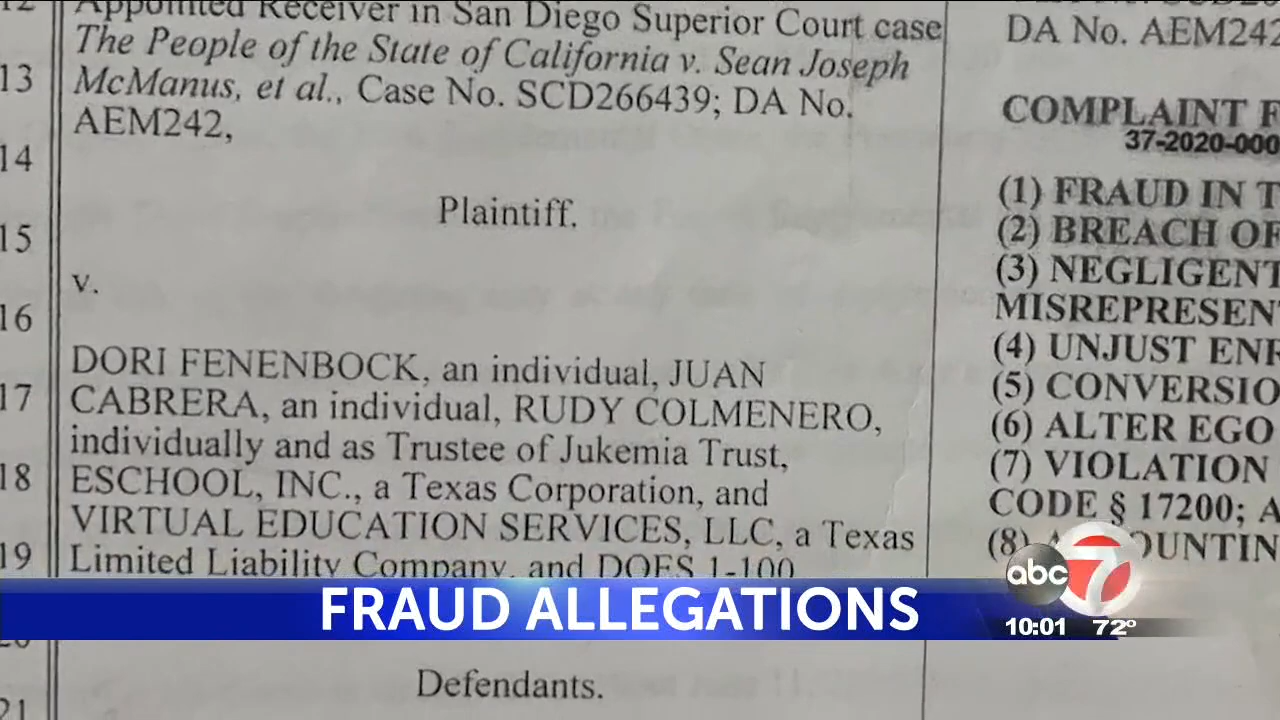 12 Appointed Receiver in San Diego Superior Court case
The People of the State of California v. Sean Joseph
13 McManus, et al., Case No. SCD266439; DA No.
AEM242,
14
Plaintiff.
15
v.
16
DORI FENENBOCK, an individual, JUAN
17 CABRERA, an individual, RUDY COLMENERO,
individually and as Trustee of Jukemia Trust,
18 ESCHOOL, INC., a Texas Corporation, and
VIRTUAL EDUCATION SERVICES, LLC, a Texas
19 Limited Liability Company, and DOES 1-100
Defendants.
21
DA No. AEM242
COMPLAINT F
37-2020-000
(1) FRAUD IN T
(2) BREACH OF
(3) NEGLIGENT
MISREPRESEN
(4) UNJUST ENR
(5) CONVERSIO
(6) ALTER EGO
(7) VIOLATION
CODE § 17200; A
(8)
FRAUD ALLEGATIONS
abc 7
10:01 72°